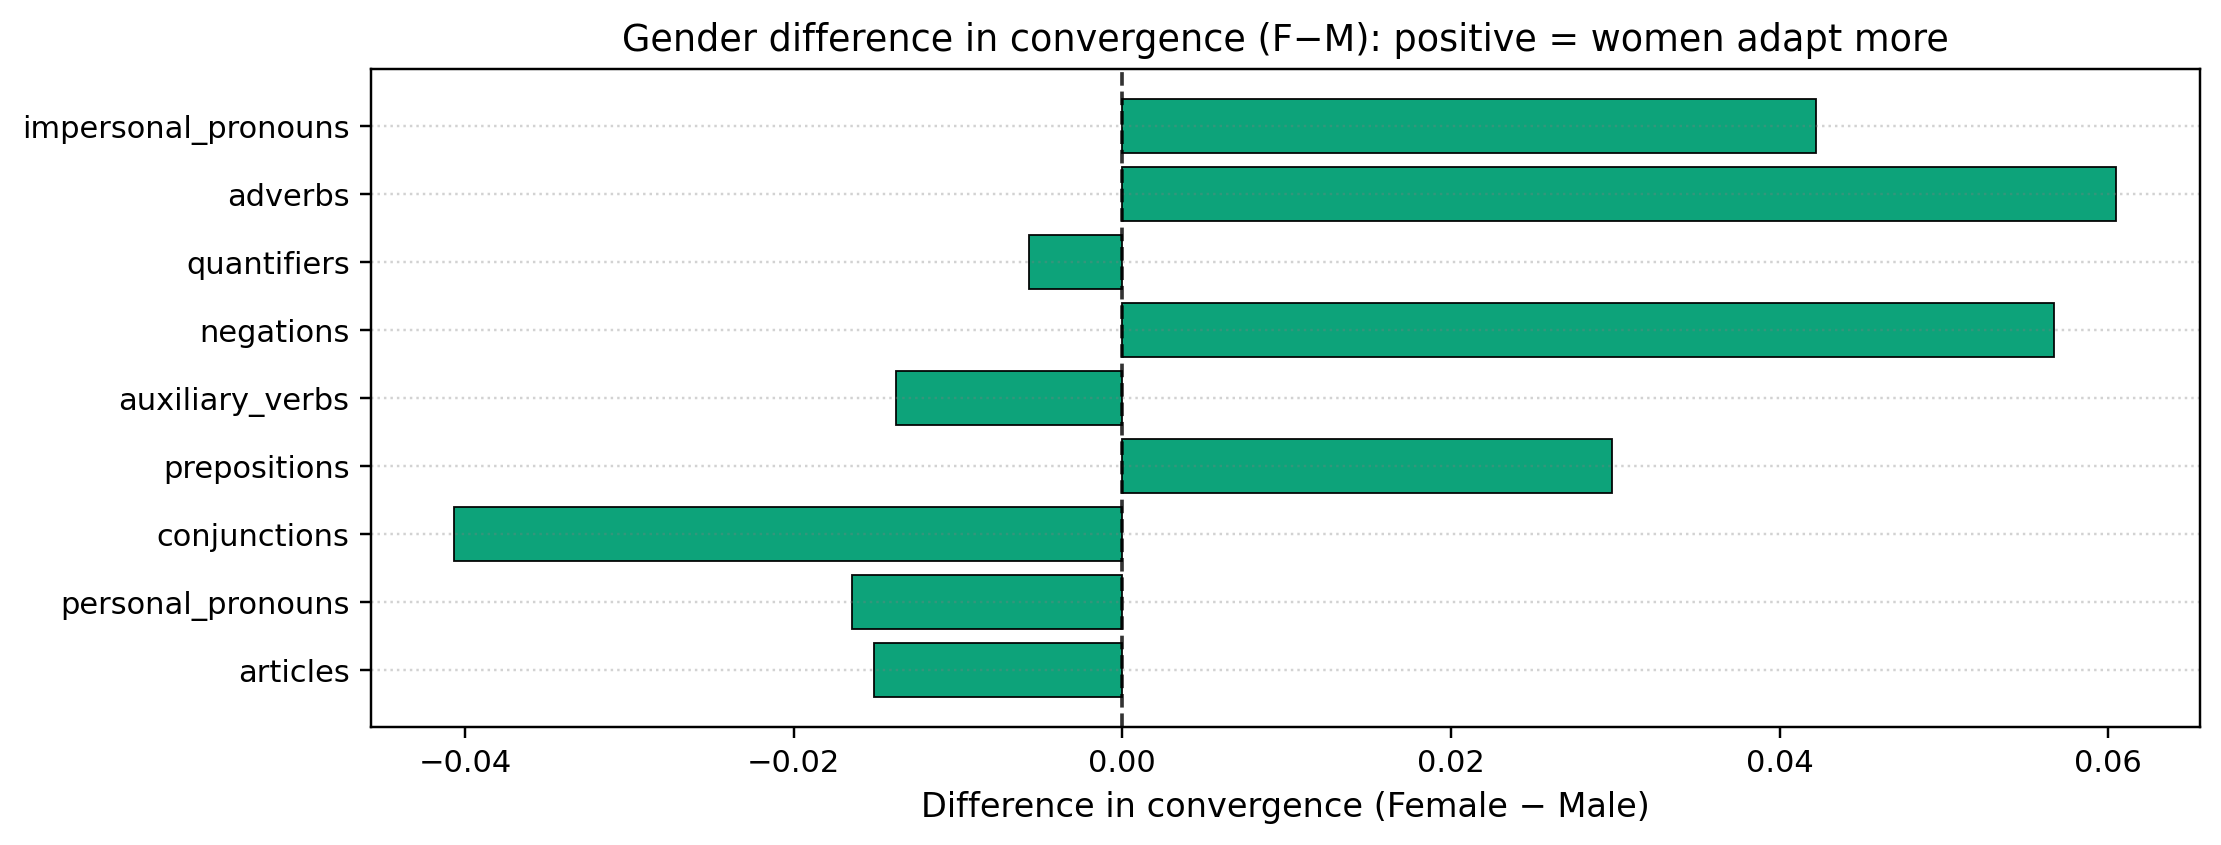 Gender difference in convergence (F−M): positive = women adapt more
impersonal_pronouns
adverbs
quantifiers
negations
auxiliary_verbs
prepositions
conjunctions
personal_pronouns
articles
−0.04 −0.02 0.00 0.02 0.04 0.06
Difference in convergence (Female − Male)